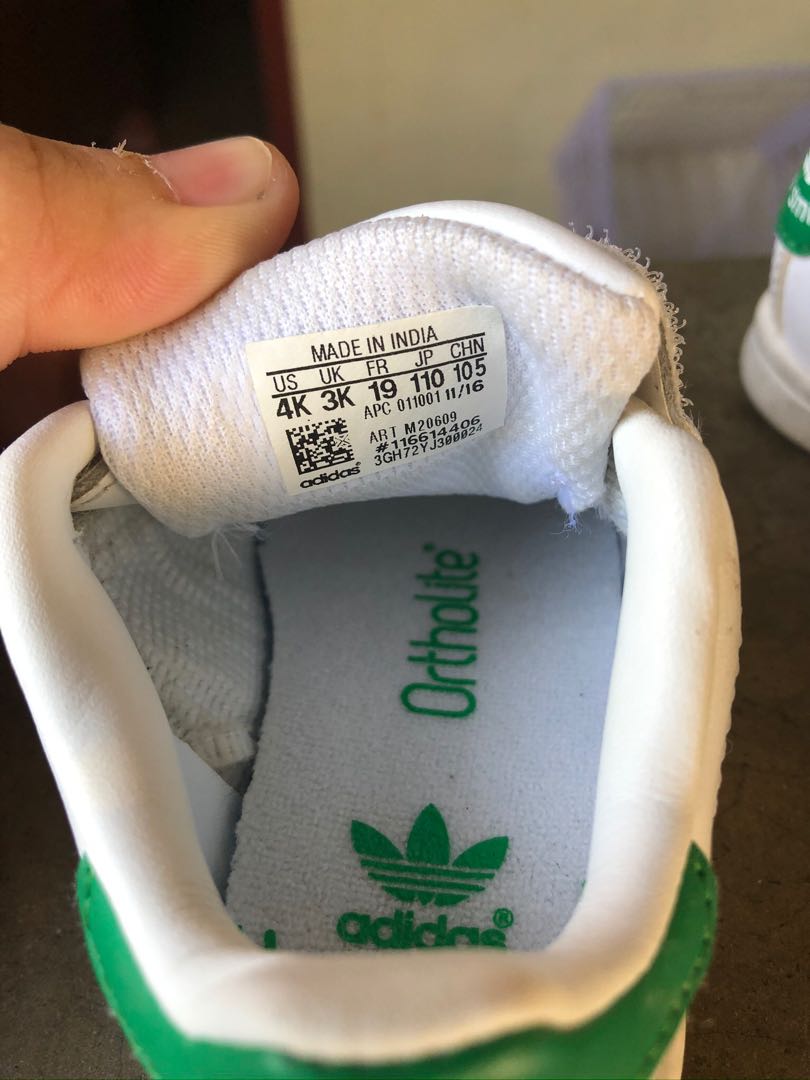 MADE IN INDIA
US UK FR JP CHN
4K 3K 19 110 105
APC 011001 11/16
ART M20609
#116614406
3GH72YJ300024
adidas
OrthoLite®
adidas®